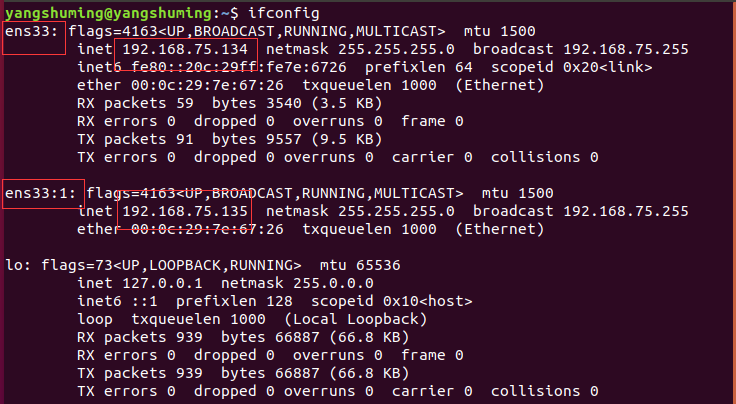 yangshuming@yangshuming:~$ ifconfig
ens33: flags=4163<UP,BROADCAST,RUNNING,MULTICAST>  mtu 1500
        inet 192.168.75.134  netmask 255.255.255.0  broadcast 192.168.75.255
        inet6 fe80::20c:29ff:fe7e:6726  prefixlen 64  scopeid 0x20<link>
        ether 00:0c:29:7e:67:26  txqueuelen 1000  (Ethernet)
        RX packets 59  bytes 3540 (3.5 KB)
        RX errors 0  dropped 0  overruns 0  frame 0
        TX packets 91  bytes 9557 (9.5 KB)
        TX errors 0  dropped 0 overruns 0  carrier 0  collisions 0
ens33:1: flags=4163<UP,BROADCAST,RUNNING,MULTICAST>  mtu 1500
        inet 192.168.75.135  netmask 255.255.255.0  broadcast 192.168.75.255
        ether 00:0c:29:7e:67:26  txqueuelen 1000  (Ethernet)
lo: flags=73<UP,LOOPBACK,RUNNING>  mtu 65536
        inet 127.0.0.1  netmask 255.0.0.0
        inet6 ::1  prefixlen 128  scopeid 0x10<host>
        loop  txqueuelen 1000  (Local Loopback)
        RX packets 939  bytes 66887 (66.8 KB)
        RX errors 0  dropped 0  overruns 0  frame 0
        TX packets 939  bytes 66887 (66.8 KB)
        TX errors 0  dropped 0 overruns 0  carrier 0  collisions 0